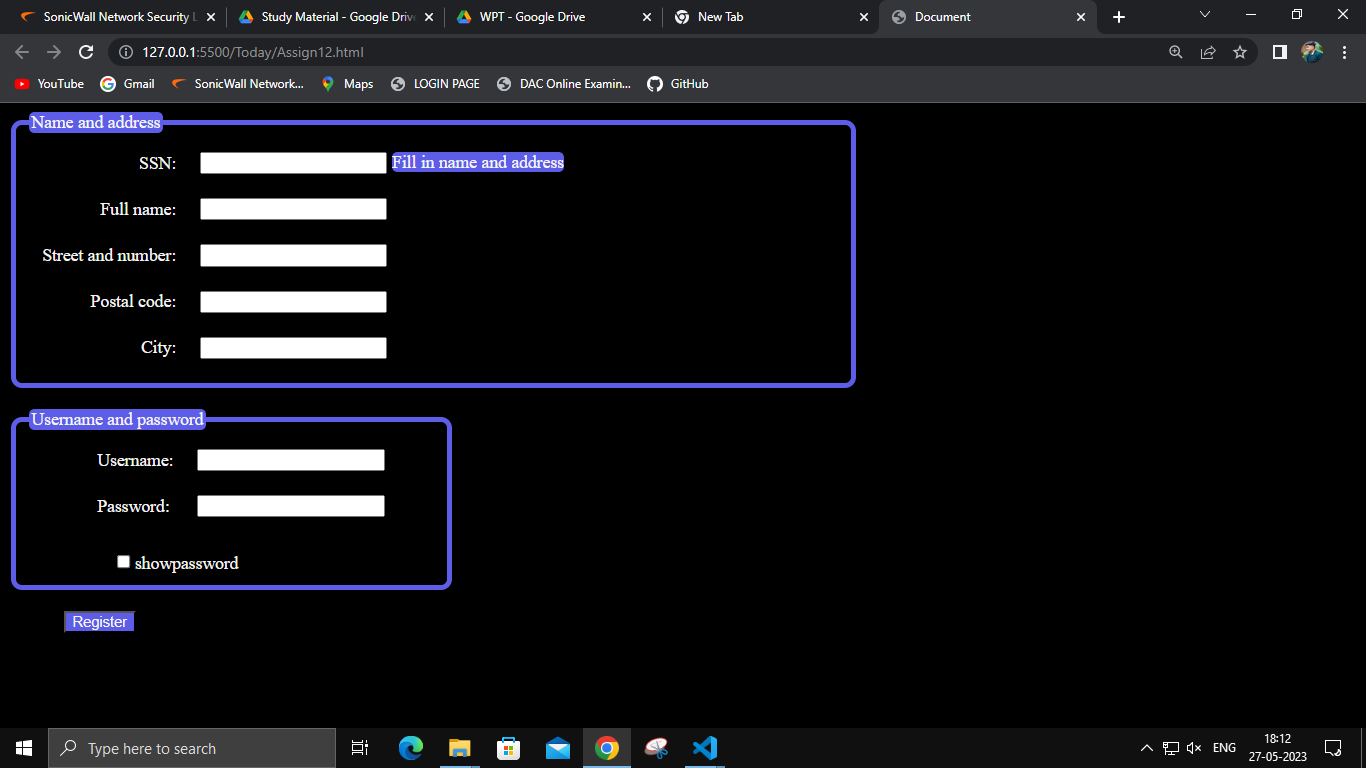 SonicWall Network Security L
Study Material - Google Drive
WPT - Google Drive
New Tab
Document
127.0.0.1:5500/Today/Assign12.html
YouTube
Gmail
SonicWall Network...
Maps
LOGIN PAGE
DAC Online Examin...
GitHub
Name and address
SSN:
Fill in name and address
Full name:
Street and number:
Postal code:
City:
Username and password
Username:
Password:
showpassword
Register
Type here to search
ENG
18:12
27-05-2023